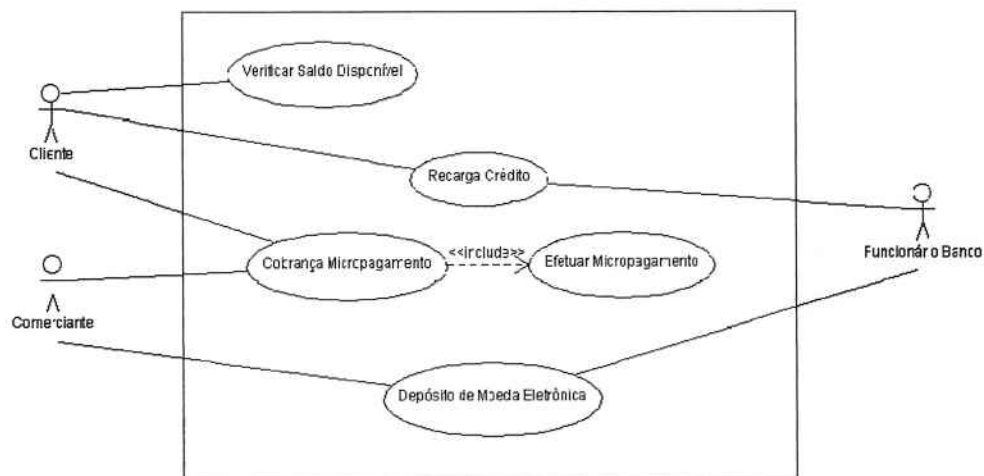 Verificar Saldo Disponível
Cliente
Recarga Crédito
Cobrança Micropagamento
<<include>>
Efetuar Micropagamento
Funcionário Banco
Comerciante
Depósito de Moeda Eletrônica